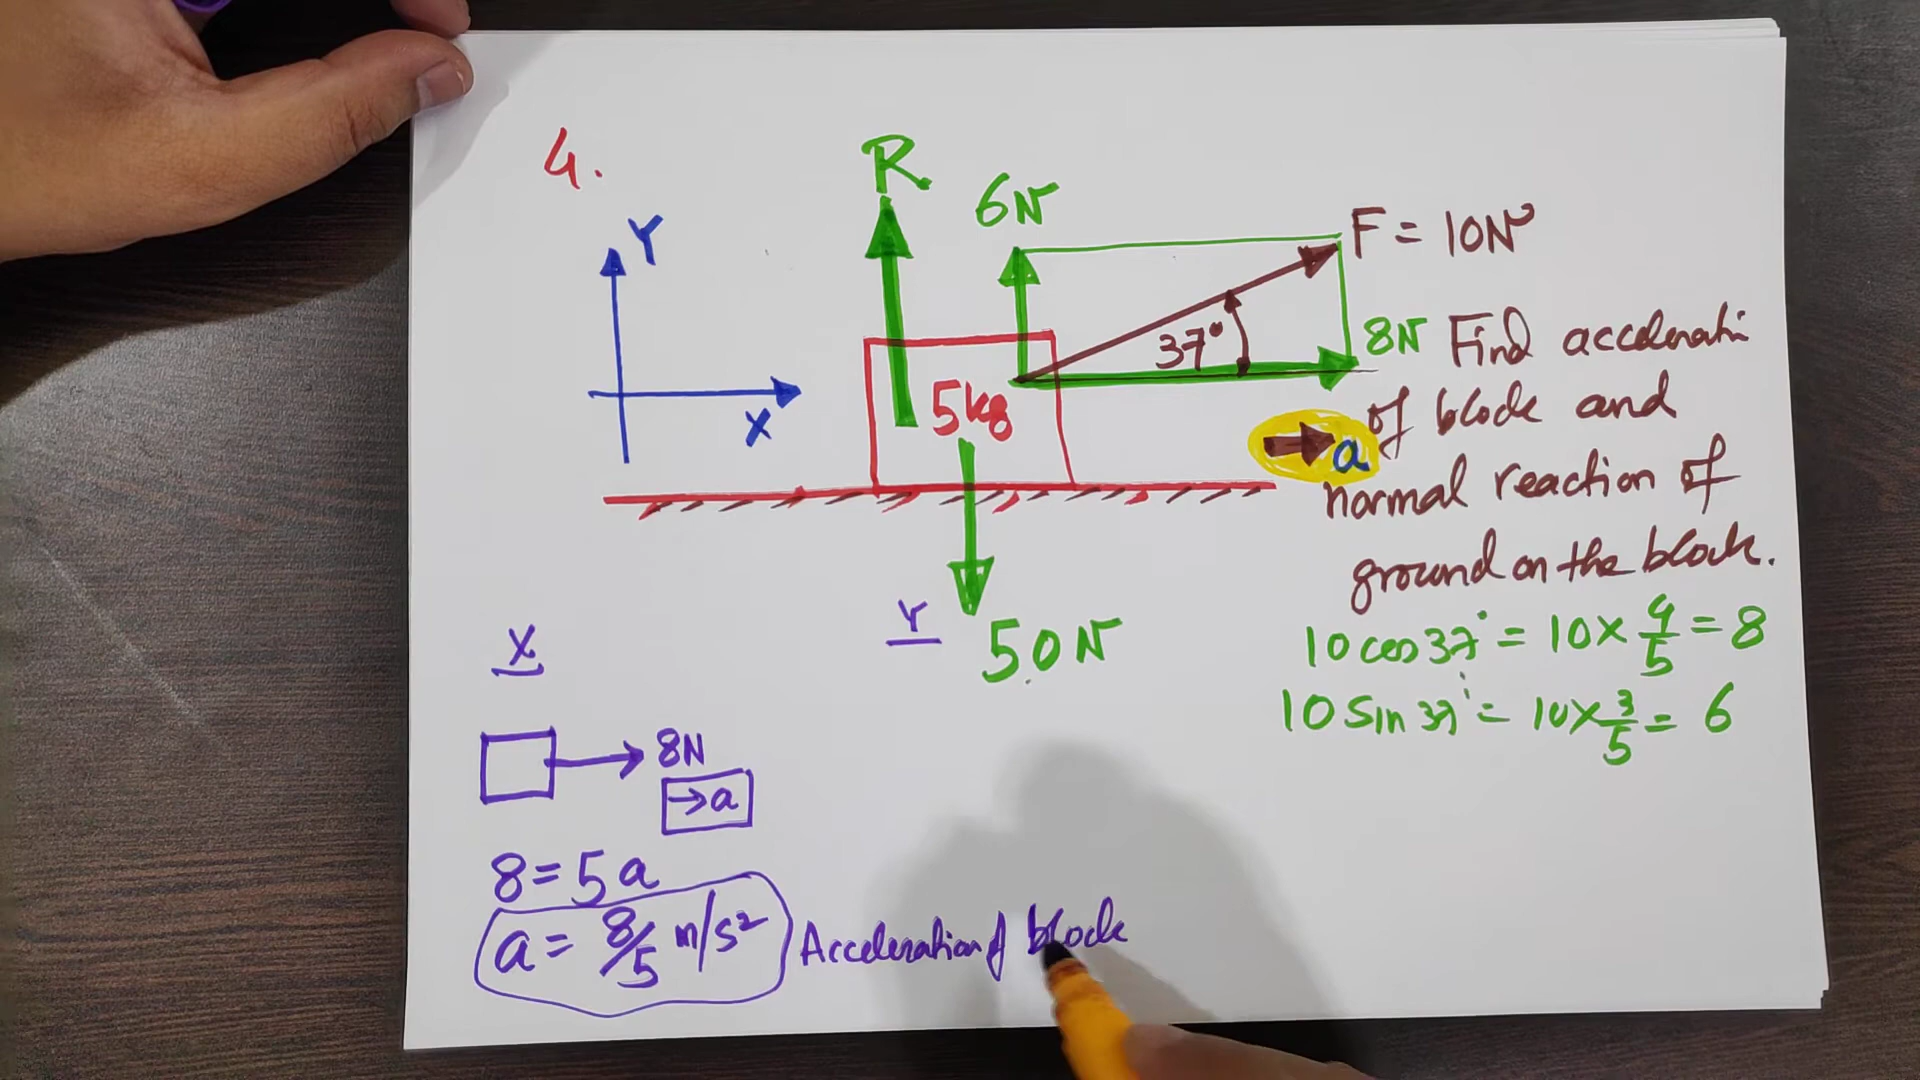 4.
Y
X
R
6N
F = 10N
37°
8N
5kg
a
Find accelerati
of block and
normal reaction of
ground on the block.
50N
10 cos 37° = 10 × 4/5 = 8
10 Sin 37° = 10 × 3/5 = 6
X
Y
8N
→a
8 = 5a
a = 8/5 m/s²
Acceleration of block